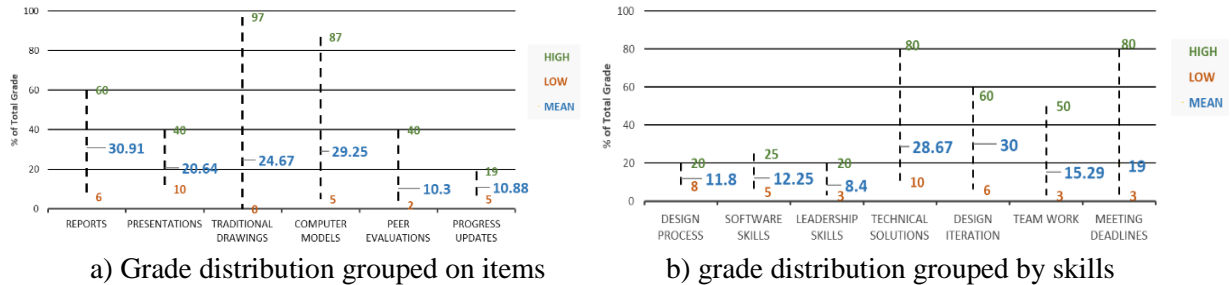 100
80
60
40
20
0
% of Total Grade
60
30.91
6
40
20.64
10
97
24.67
0
87
29.25
5
40
10.3
2
19
10.88
5
REPORTS
PRESENTATIONS
TRADITIONAL
DRAWINGS
COMPUTER
MODELS
PEER
EVALUATIONS
PROGRESS
UPDATES
HIGH
LOW
MEAN
a) Grade distribution grouped on items
100
80
60
40
20
0
% of Total Grade
20
11.8
8
25
12.25
5
20
8.4
3
80
28.67
10
60
30
6
50
15.29
3
80
19
3
DESIGN
PROCESS
SOFTWARE
SKILLS
LEADERSHIP
SKILLS
TECHNICAL
SOLUTIONS
DESIGN
ITERATION
TEAM WORK
MEETING
DEADLINES
HIGH
LOW
MEAN
b) grade distribution grouped by skills